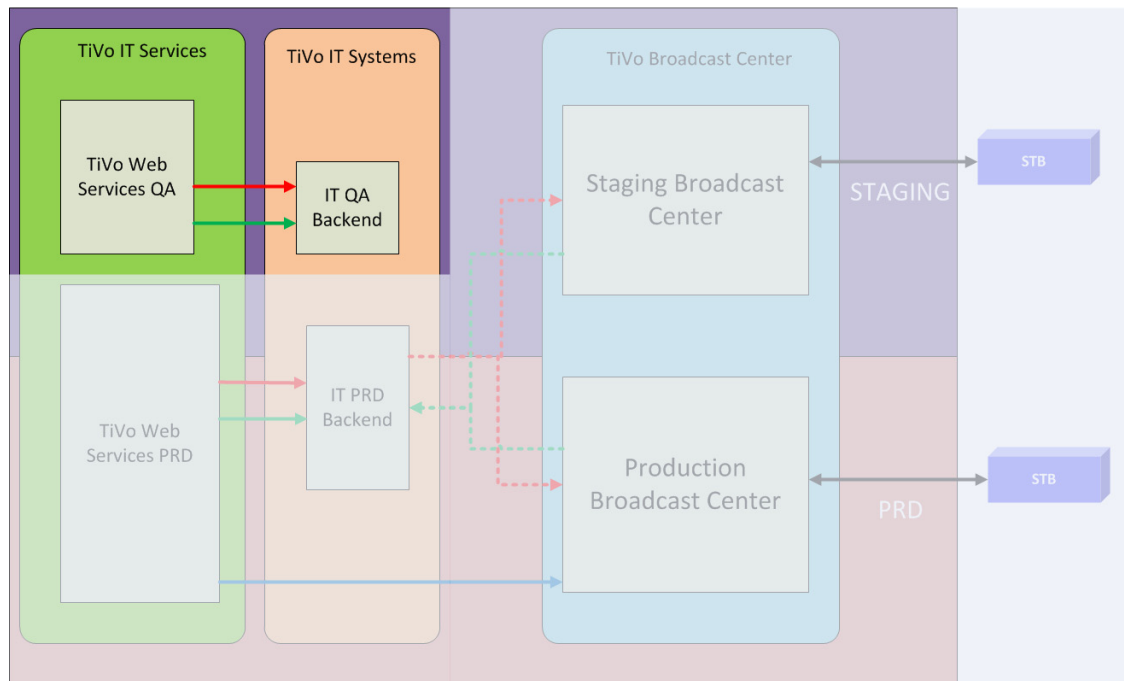 TiVo IT Services
TiVo IT Systems
TiVo Broadcast Center
TiVo Web
Services QA
IT QA
Backend
Staging Broadcast
Center
STAGING
STB
TiVo Web
Services PRD
IT PRD
Backend
Production
Broadcast Center
PRD
STB